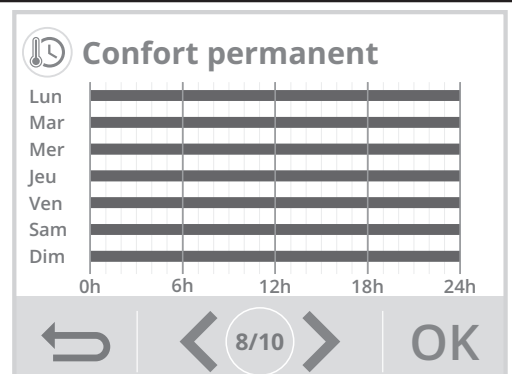 Confort permanent
Lun
Mar
Mer
Jeu
Ven
Sam
Dim
0h 6h 12h 18h 24h
8/10 OK